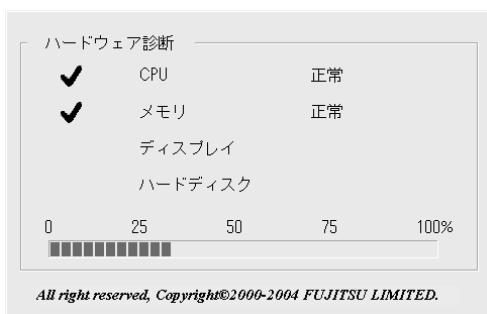 ハードウェア診断
CPU 正常
メモリ 正常
ディスプレイ
ハードディスク
0 25 50 75 100%
All right reserved, Copyright©2000-2004 FUJITSU LIMITED.